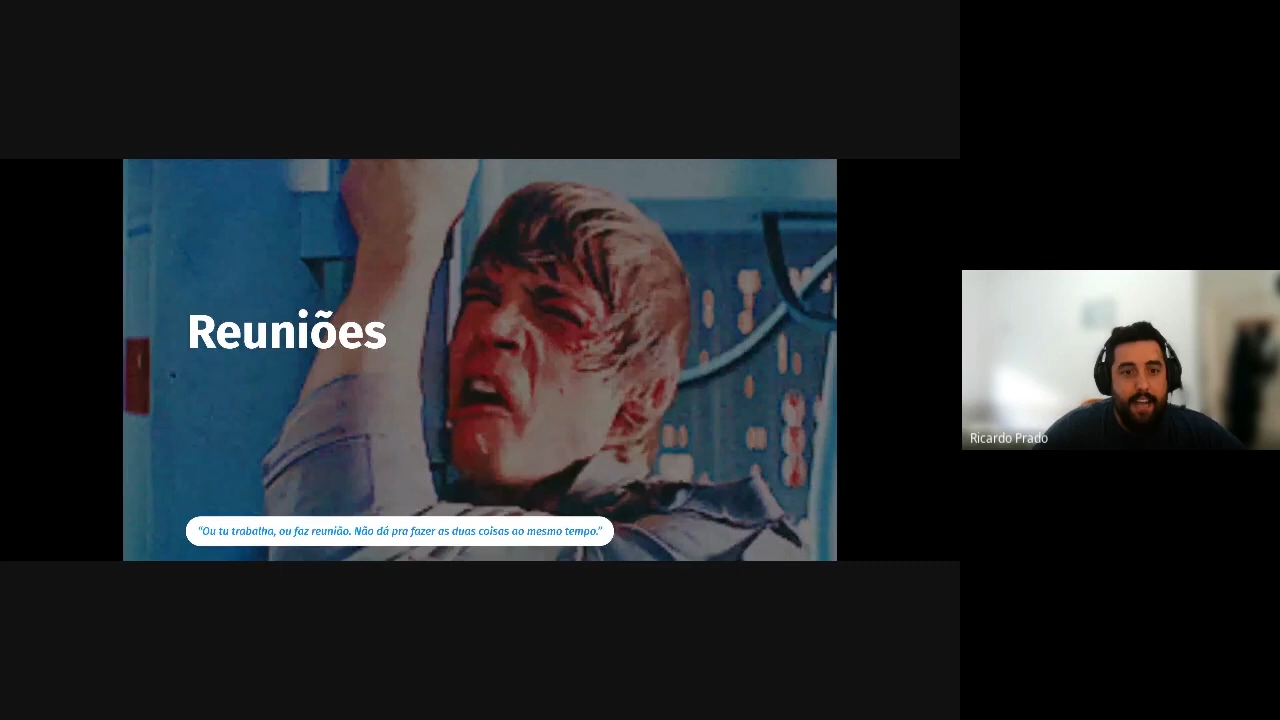 Reuniões
“Ou tu trabalha, ou faz reunião. Não dá pra fazer as duas coisas ao mesmo tempo.”
Ricardo Prado